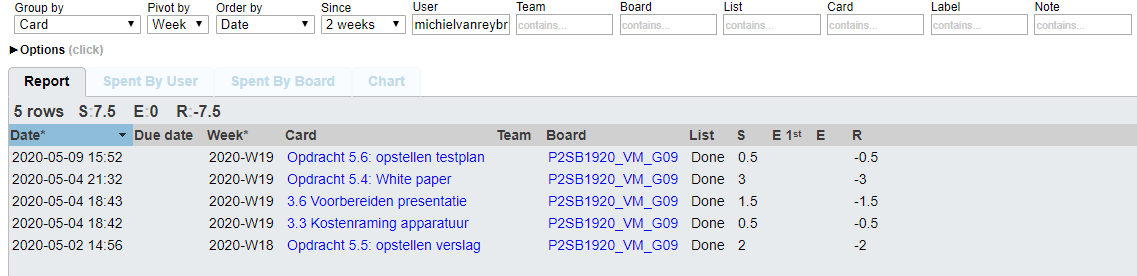 Group by Pivot by Order by Since User Team Board List Card Label Note
Card Week Date 2 weeks michielvanreybr contains... contains... contains... contains... contains... contains...
▶Options (click)
Report Spent By User Spent By Board Chart
5 rows S:7.5 E:0 R:-7.5
Date* Due date Week* Card Team Board List S E 1st E R
2020-05-09 15:52 2020-W19 Opdracht 5.6: opstellen testplan P2SB1920_VM_G09 Done 0.5 -0.5
2020-05-04 21:32 2020-W19 Opdracht 5.4: White paper P2SB1920_VM_G09 Done 3 -3
2020-05-04 18:43 2020-W19 3.6 Voorbereiden presentatie P2SB1920_VM_G09 Done 1.5 -1.5
2020-05-04 18:42 2020-W19 3.3 Kostenraming apparatuur P2SB1920_VM_G09 Done 0.5 -0.5
2020-05-02 14:56 2020-W18 Opdracht 5.5: opstellen verslag P2SB1920_VM_G09 Done 2 -2